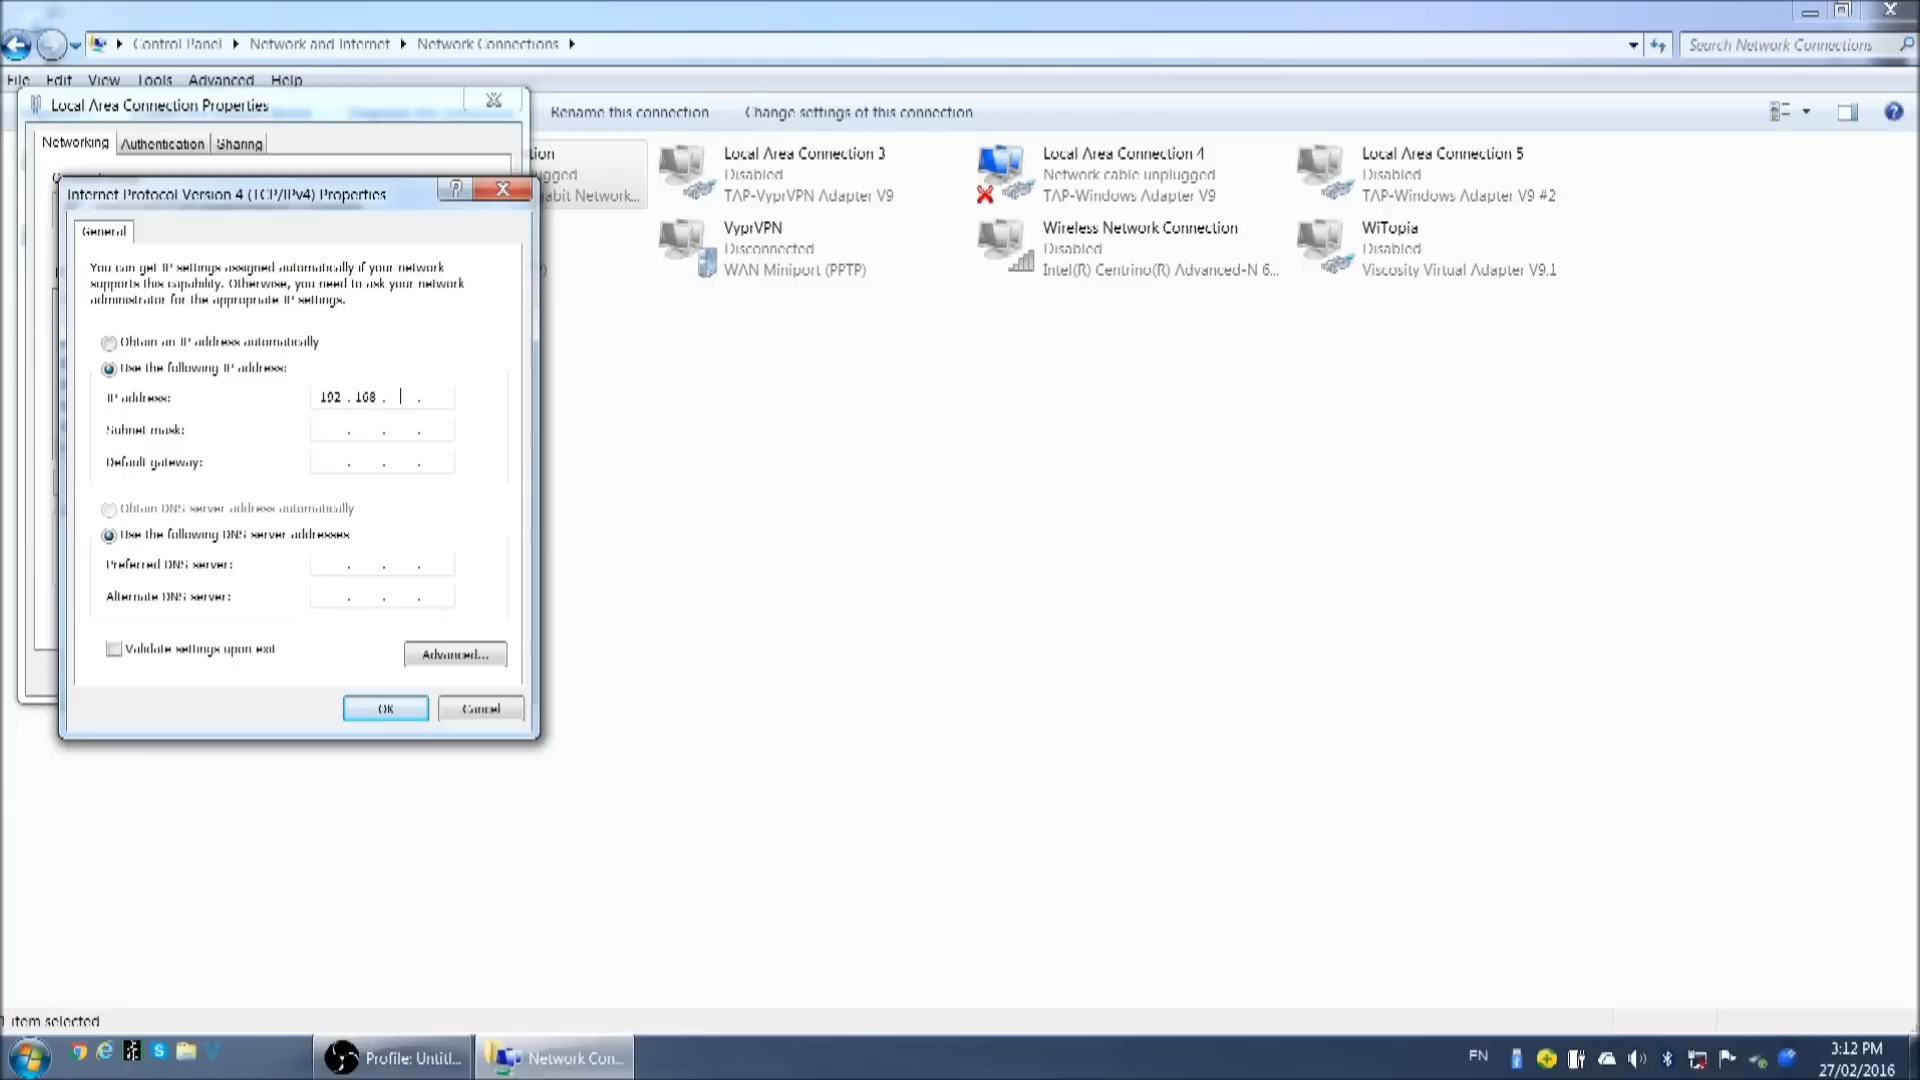 Control Panel Network and Internet Network Connections
Search Network Connections
File Edit View Tools Advanced Help
Local Area Connection Properties
Rename this connection
Change settings of this connection
Networking
Authentication
Sharing
Internet Protocol Version 4 (TCP/IPv4) Properties
General
You can get IP settings assigned automatically if your network
supports this capability. Otherwise, you need to ask your network
administrator for the appropriate IP settings.
Obtain an IP address automatically
Use the following IP address:
IP address:
192 . 168 . .
Subnet mask:
. . .
Default gateway:
. . .
Obtain DNS server address automatically
Use the following DNS server addresses
Preferred DNS server:
. . .
Alternate DNS server:
. . .
Validate settings upon exit
Advanced...
OK
Cancel
tion
ugged
abit Network...
Local Area Connection 3
Disabled
TAP-VyprVPN Adapter V9
Local Area Connection 4
Network cable unplugged
TAP-Windows Adapter V9
Local Area Connection 5
Disabled
TAP-Windows Adapter V9 #2
VyprVPN
Disconnected
WAN Miniport (PPTP)
Wireless Network Connection
Disabled
Intel(R) Centrino(R) Advanced-N 6...
WiTopia
Disabled
Viscosity Virtual Adapter V9.1
1 item selected
Profile: Untitl...
Network Con...
EN
3:12 PM
27/02/2016